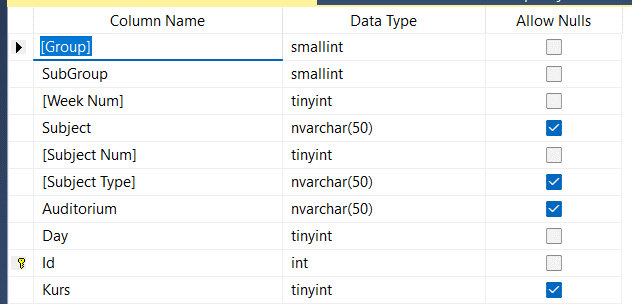 Column Name Data Type Allow Nulls
[Group] smallint
SubGroup smallint
[Week Num] tinyint
Subject nvarchar(50)
[Subject Num] tinyint
[Subject Type] nvarchar(50)
Auditorium nvarchar(50)
Day tinyint
Id int
Kurs tinyint